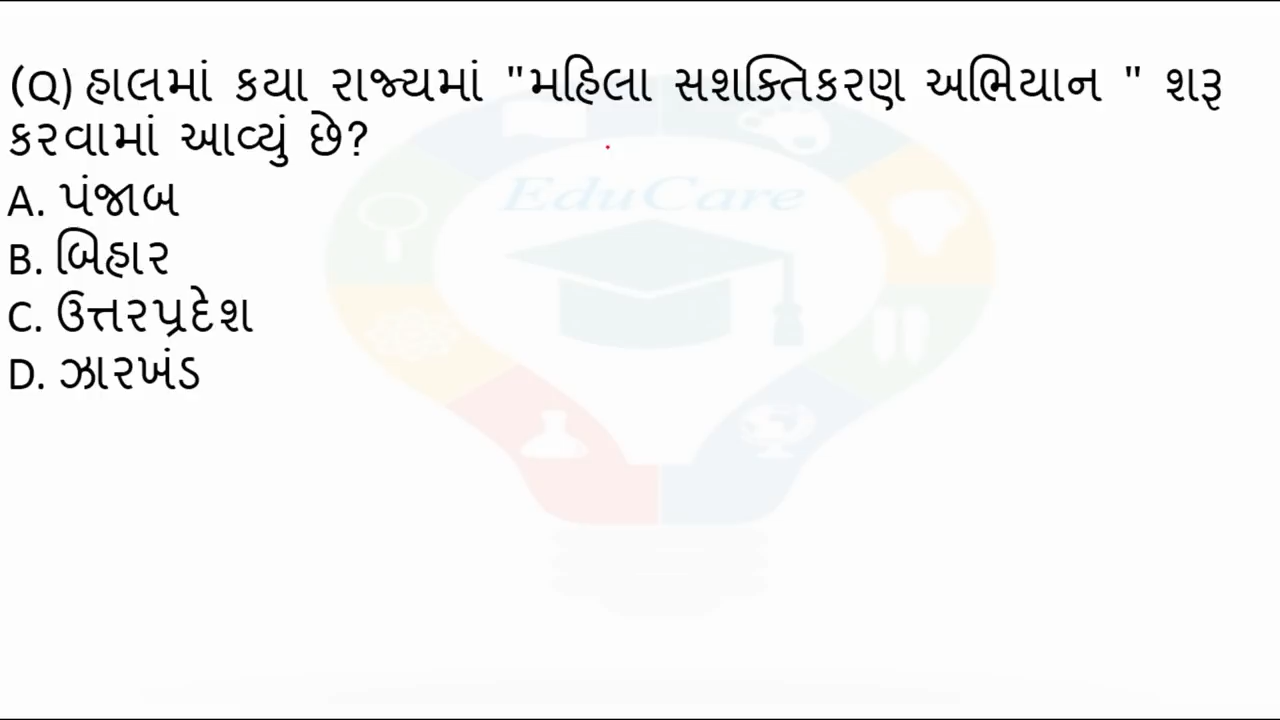 (Q) હાલમાં કયા રાજ્યમાં "મહિલા સશક્તિકરણ અભિયાન " શરૂ
કરવામાં આવ્યું છે?
A. પંજાબ
B. બિહાર
C. ઉત્તરપ્રદેશ
D. ઝારખંડ
EduCare